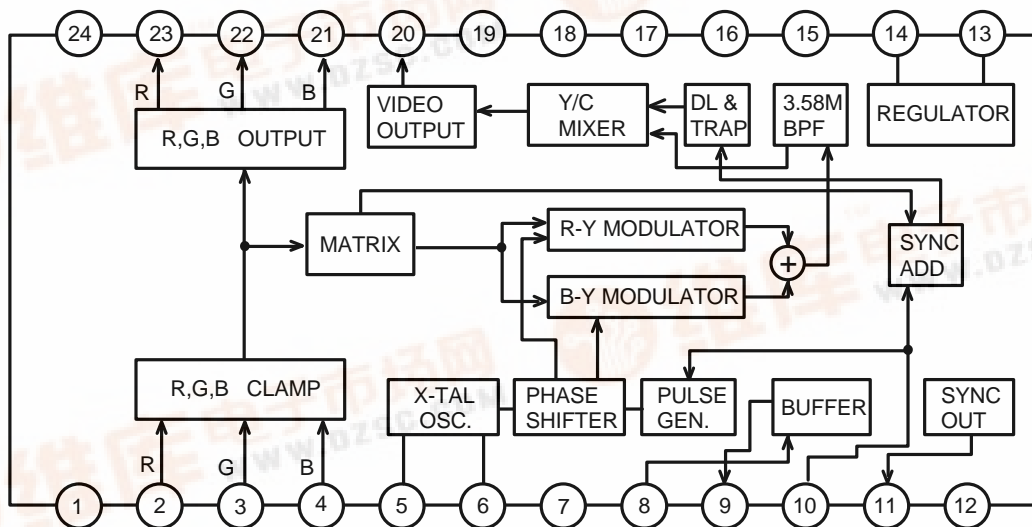 24 23 22 21 20 19 18 17 16 15 14 13
R G B
R,G,B OUTPUT
VIDEO
OUTPUT
Y/C
MIXER
DL &
TRAP
3.58M
BPF
REGULATOR
MATRIX
R-Y MODULATOR
+
B-Y MODULATOR
SYNC
ADD
R,G,B CLAMP
X-TAL
OSC.
PHASE
SHIFTER
PULSE
GEN.
BUFFER
SYNC
OUT
R G B
1 2 3 4 5 6 7 8 9 10 11 12